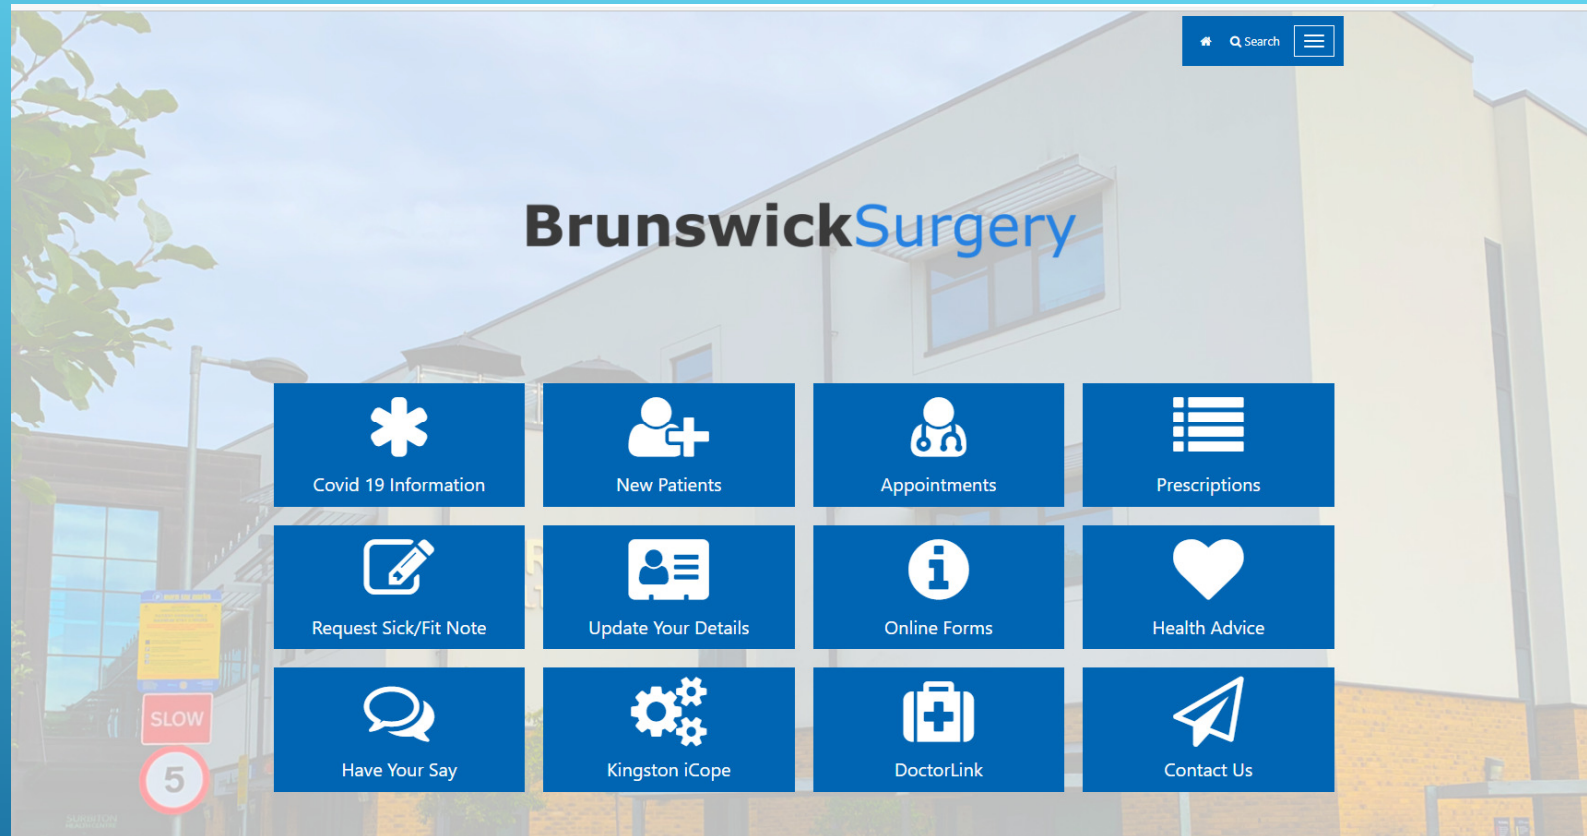 Search
BrunswickSurgery
Covid 19 Information
New Patients
Appointments
Prescriptions
Request Sick/Fit Note
Update Your Details
Online Forms
Health Advice
SLOW
5
Have Your Say
Kingston iCope
DoctorLink
Contact Us